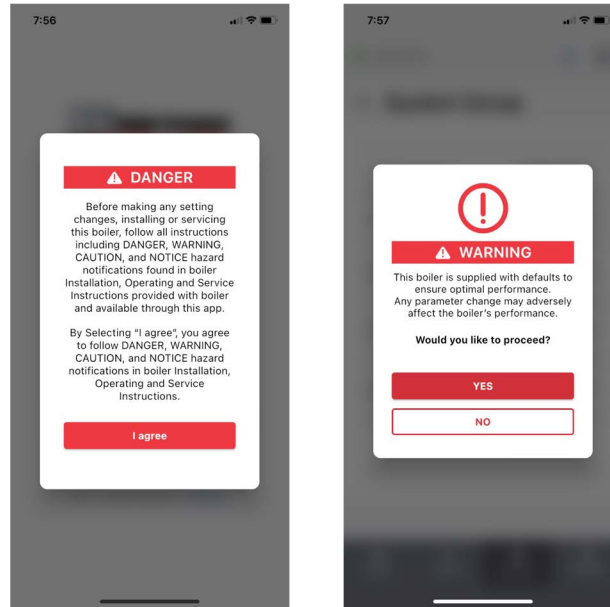 7:56
DANGER
Before making any setting
changes, installing or servicing
this boiler, follow all instructions
including DANGER, WARNING,
CAUTION, and NOTICE hazard
notifications found in boiler
Installation, Operating and Service
Instructions provided with boiler
and available through this app.
By Selecting "I agree", you agree
to follow DANGER, WARNING,
CAUTION, and NOTICE hazard
notifications in boiler Installation,
Operating and Service
Instructions.
I agree
7:57
WARNING
This boiler is supplied with defaults to
ensure optimal performance.
Any parameter change may adversely
affect the boiler's performance.
Would you like to proceed?
YES
NO